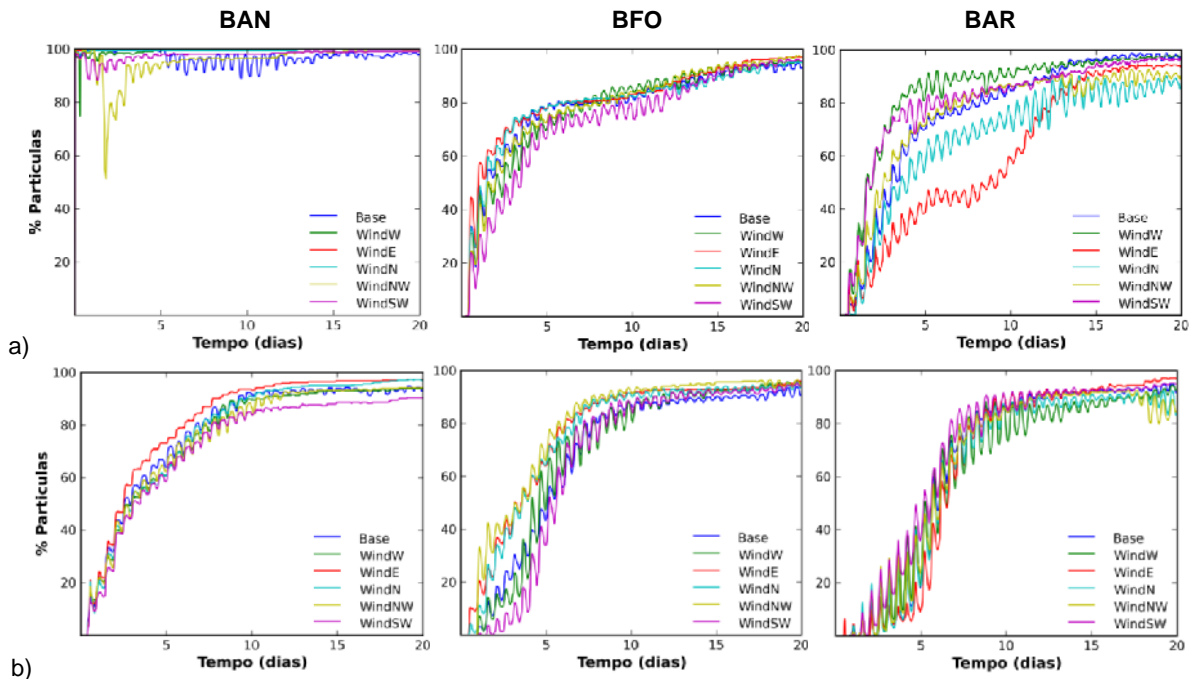 BAN BFO BAR
% Particulas
100
80
60
40
20
Base
WindW
WindE
WindN
WindNW
WindSW
5 10 15 20
Tempo (dias)
100
80
60
40
20
Base
WindW
WindE
WindN
WindNW
WindSW
5 10 15 20
Tempo (dias)
100
80
60
40
20
Base
WindW
WindE
WindN
WindNW
WindSW
5 10 15 20
Tempo (dias)
a)
% Particulas
100
80
60
40
20
Base
WindW
WindE
WindN
WindNW
WindSW
5 10 15 20
Tempo (dias)
100
80
60
40
20
Base
WindW
WindE
WindN
WindNW
WindSW
5 10 15 20
Tempo (dias)
100
80
60
40
20
Base
WindW
WindE
WindN
WindNW
WindSW
5 10 15 20
Tempo (dias)
b)